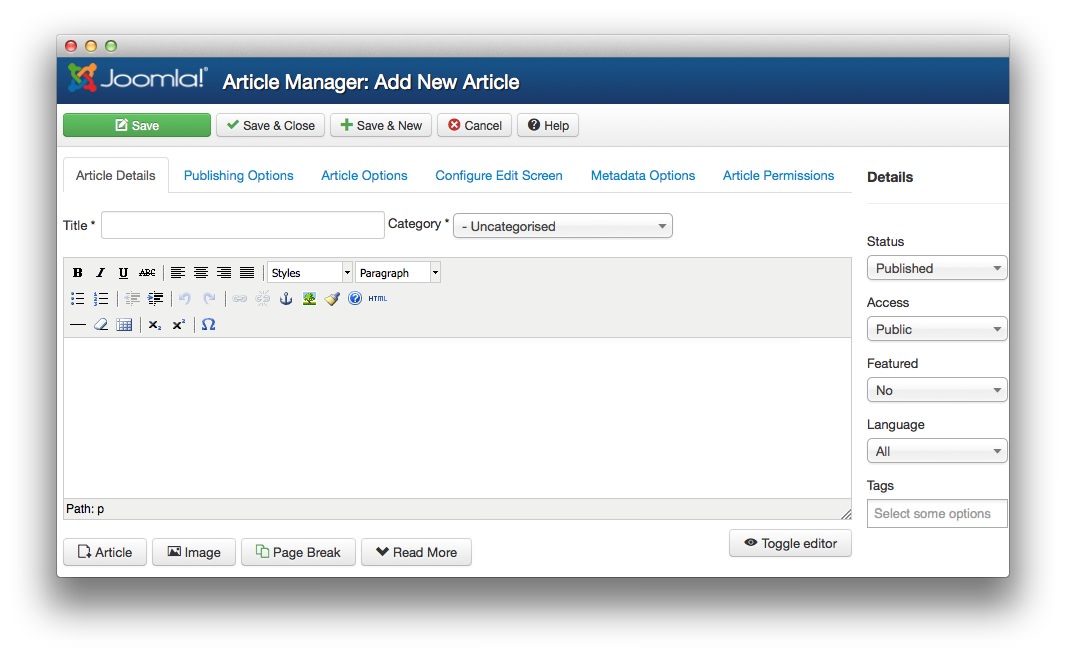 Joomla!® Article Manager: Add New Article
Save Save & Close Save & New Cancel Help
Article Details Publishing Options Article Options Configure Edit Screen Metadata Options Article Permissions
Title * Category * - Uncategorised
B I U ABC Styles Paragraph
HTML
x₂ x² Ω
Path: p
Article Image Page Break Read More Toggle editor
Details
Status
Published
Access
Public
Featured
No
Language
All
Tags
Select some options